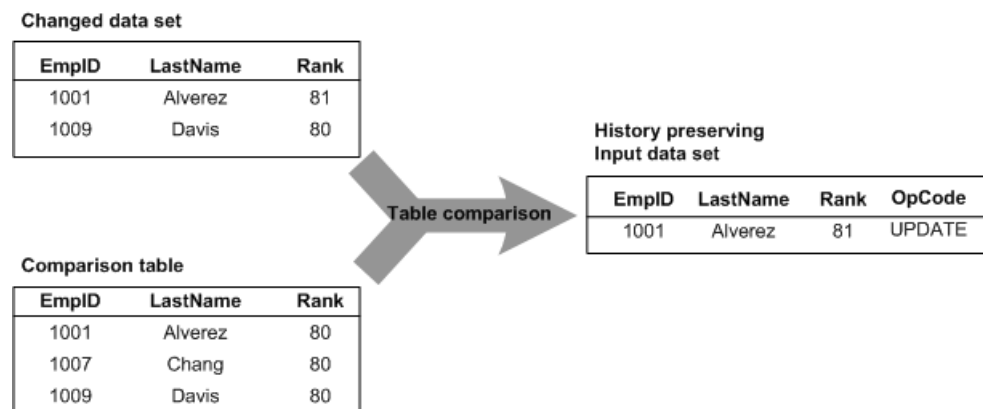 Changed data set
EmpID LastName Rank
1001 Alverez 81
1009 Davis 80
Comparison table
EmpID LastName Rank
1001 Alverez 80
1007 Chang 80
1009 Davis 80
Table comparison
History preserving
Input data set
EmpID LastName Rank OpCode
1001 Alverez 81 UPDATE